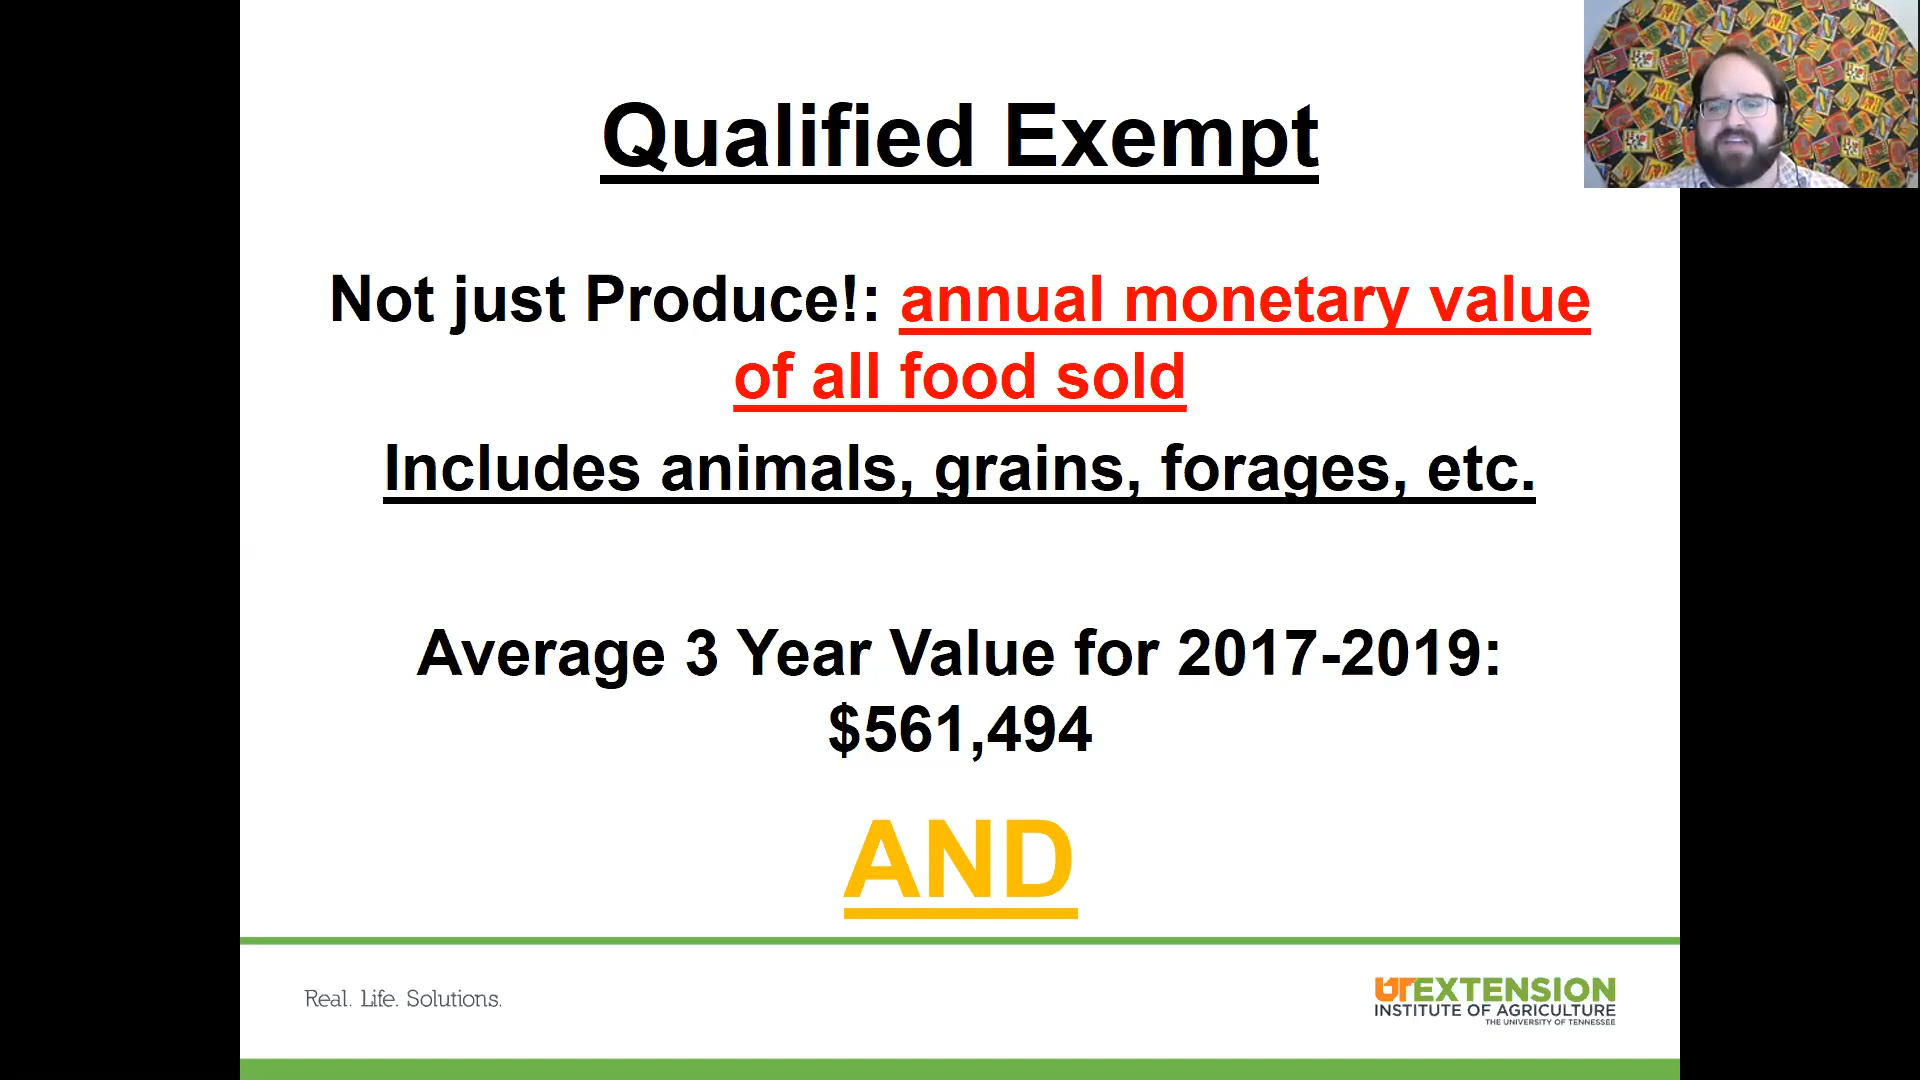 Qualified Exempt
Not just Produce!: annual monetary value
of all food sold
Includes animals, grains, forages, etc.
Average 3 Year Value for 2017-2019:
$561,494
AND
Real. Life. Solutions.
UTEXTENSION
INSTITUTE OF AGRICULTURE
THE UNIVERSITY OF TENNESSEE